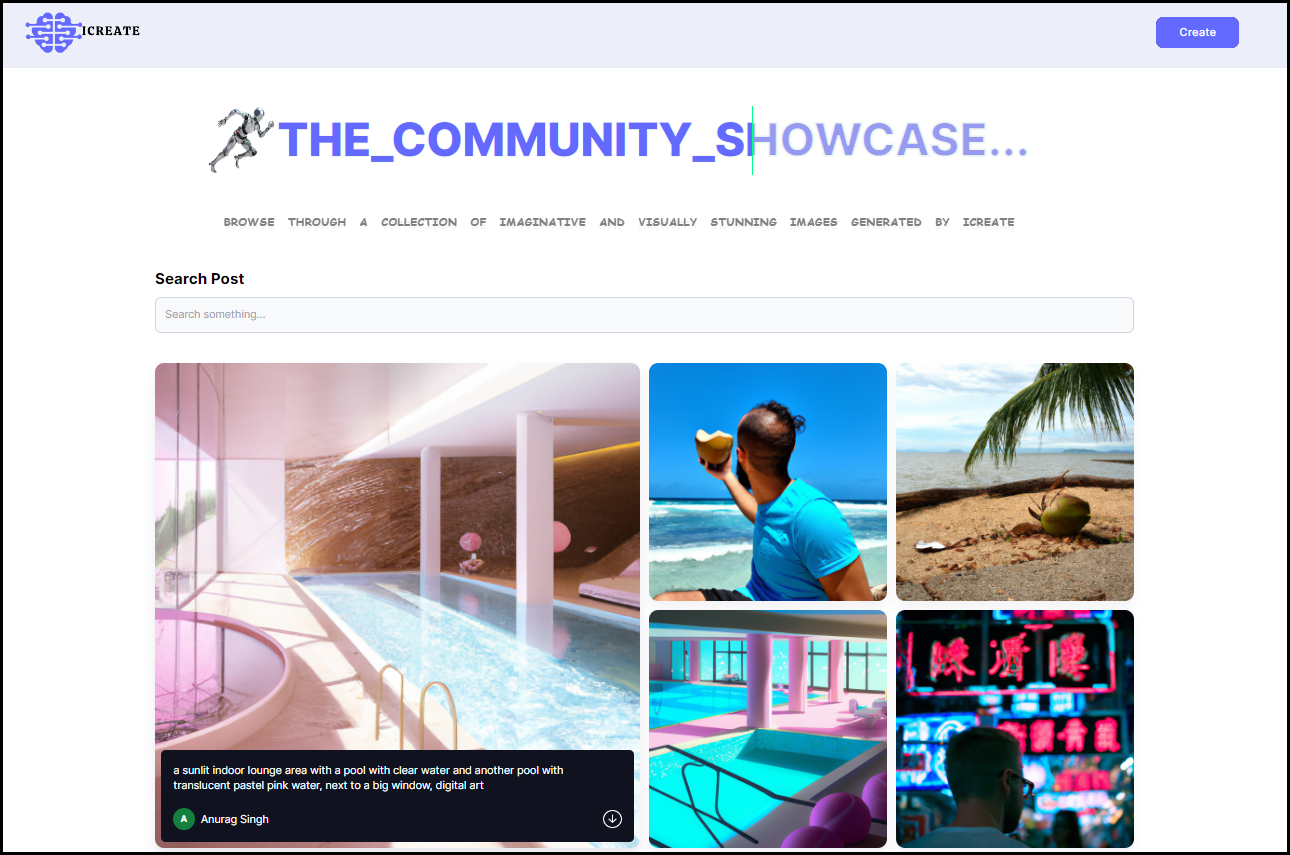 ICREATE
Create
THE_COMMUNITY_SHOWCASE...
BROWSE THROUGH A COLLECTION OF IMAGINATIVE AND VISUALLY STUNNING IMAGES GENERATED BY ICREATE
Search Post
Search something...
a sunlit indoor lounge area with a pool with clear water and another pool with
translucent pastel pink water, next to a big window, digital art
A
Anurag Singh